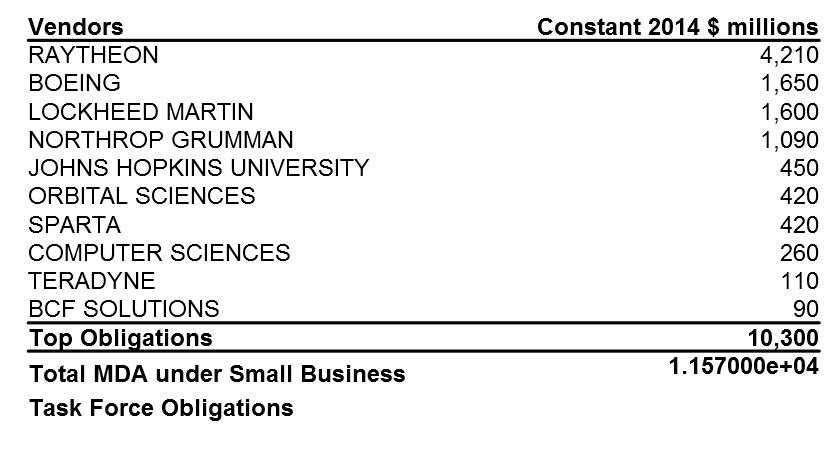 Vendors Constant 2014 $ millions
RAYTHEON 4,210
BOEING 1,650
LOCKHEED MARTIN 1,600
NORTHROP GRUMMAN 1,090
JOHNS HOPKINS UNIVERSITY 450
ORBITAL SCIENCES 420
SPARTA 420
COMPUTER SCIENCES 260
TERADYNE 110
BCF SOLUTIONS 90
Top Obligations 10,300
Total MDA under Small Business 1.157000e+04
Task Force Obligations